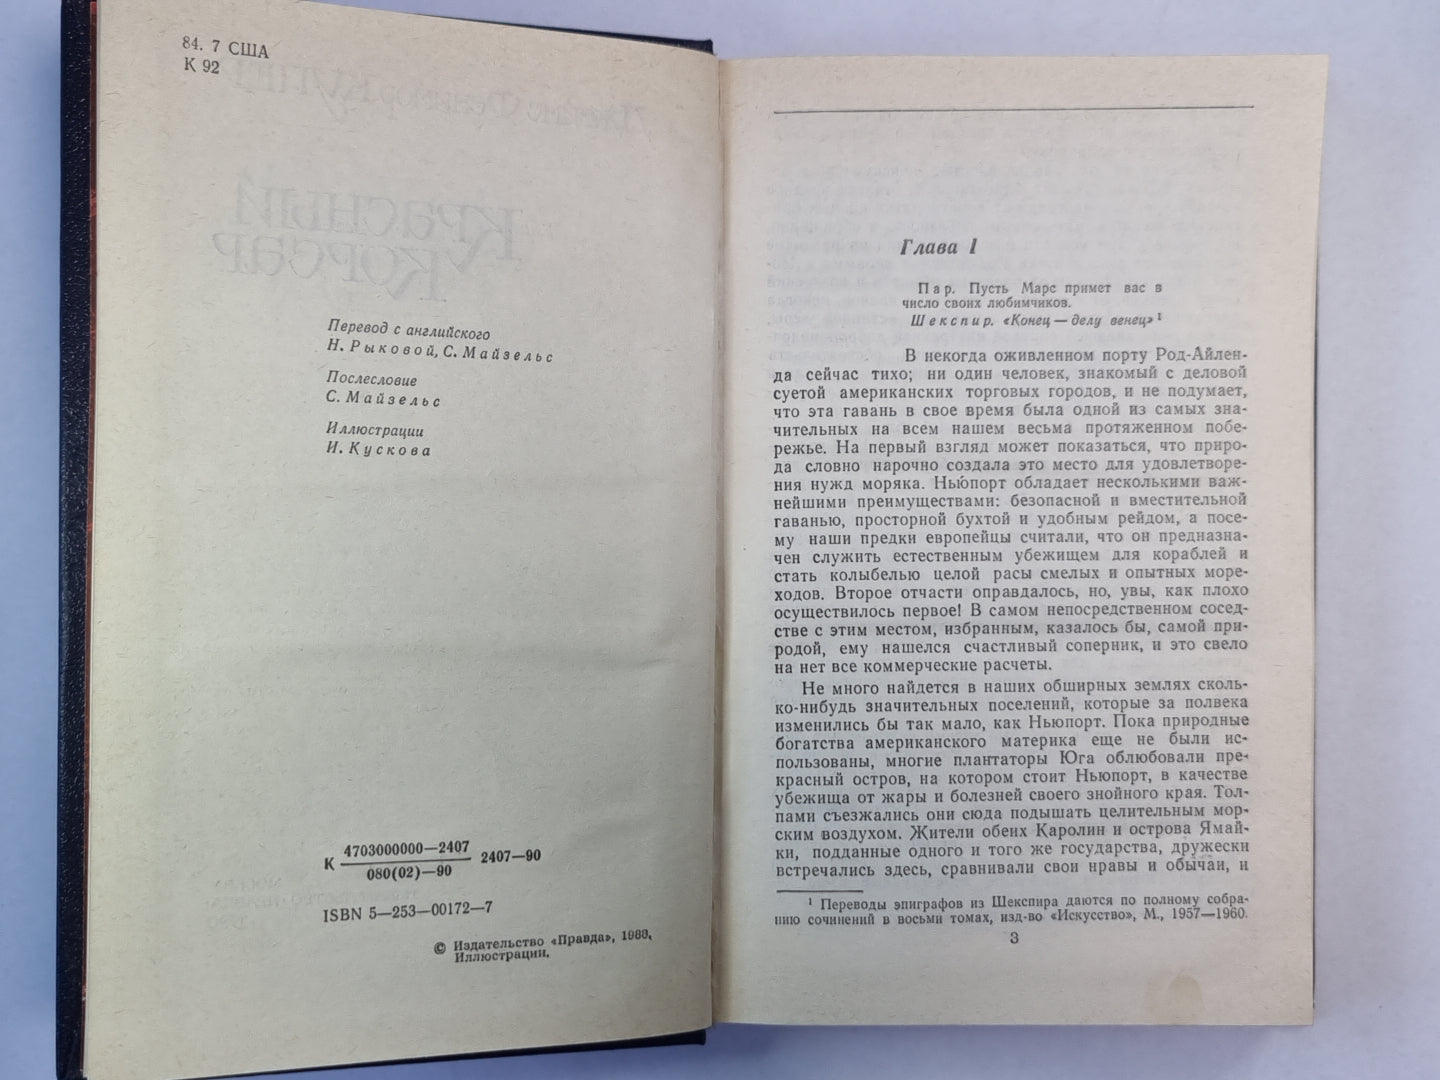 84. 7 США
К 92
Джеймс Фенимор КУПЕР
КРАСНЫЙ
КОРСАР
Перевод с английского
Н. Рыковой, С. Майзельс
Послесловие
С. Майзельс
Иллюстрации
И. Кускова
К 4703000000—2407
080(02)—90 2407—90
ISBN 5—253—00172—7
© Издательство «Правда», 1980,
Иллюстрации.
Глава I
Пар. Пусть Марс примет вас в
число своих любимчиков.
Шекспир. «Конец — делу венец» ¹
В некогда оживленном порту Род-Айлен-
да сейчас тихо; ни один человек, знакомый с деловой
суетой американских торговых городов, и не подумает,
что эта гавань в свое время была одной из самых зна-
чительных на всем нашем весьма протяженном побе-
режье. На первый взгляд может показаться, что приро-
да словно нарочно создала это место для удовлетворе-
ния нужд моряка. Ньюпорт обладает несколькими важ-
нейшими преимуществами: безопасной и вместительной
гаванью, просторной бухтой и удобным рейдом, а посе-
му наши предки европейцы считали, что он предназна-
чен служить естественным убежищем для кораблей и
стать колыбелью целой расы смелых и опытных море-
ходов. Второе отчасти оправдалось, но, увы, как плохо
осуществилось первое! В самом непосредственном сосед-
стве с этим местом, избранным, казалось бы, самой при-
родой, ему нашелся счастливый соперник, и это свело
на нет все коммерческие расчеты.
Не много найдется в наших обширных землях сколь-
ко-нибудь значительных поселений, которые за полвека
изменились бы так мало, как Ньюпорт. Пока природные
богатства американского материка еще не были ис-
пользованы, многие плантаторы Юга облюбовали пре-
красный остров, на котором стоит Ньюпорт, в качестве
убежища от жары и болезней своего знойного края. Тол-
пами съезжались они сюда подышать целительным мор-
ским воздухом. Жители обеих Каролин и острова Ямай-
ки, подданные одного и того же государства, дружески
встречались здесь, сравнивали свои нравы и обычаи, и
¹ Переводы эпиграфов из Шекспира даются по полному собра-
нию сочинений в восьми томах, изд-во «Искусство», М., 1957—1960.
3